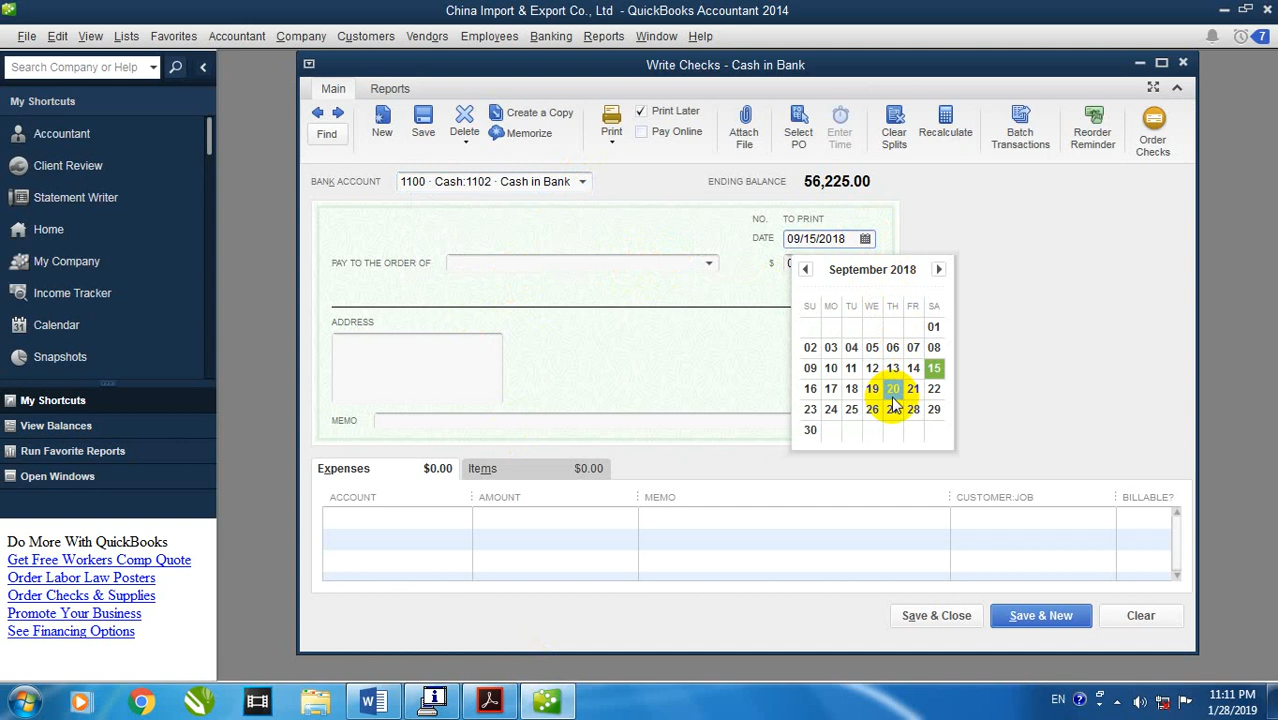 China Import & Export Co., Ltd - QuickBooks Accountant 2014
File Edit View Lists Favorites Accountant Company Customers Vendors Employees Banking Reports Window Help
7
Search Company or Help
My Shortcuts
Accountant
Client Review
Statement Writer
Home
My Company
Income Tracker
Calendar
Snapshots
My Shortcuts
View Balances
Run Favorite Reports
Open Windows
Do More With QuickBooks
Get Free Workers Comp Quote
Order Labor Law Posters
Order Checks & Supplies
Promote Your Business
See Financing Options
Write Checks - Cash in Bank
Main Reports
Find
New
Save
Delete
Create a Copy
Memorize
Print
Print Later
Pay Online
Attach File
Select PO
Enter Time
Clear Splits
Recalculate
Batch Transactions
Reorder Reminder
Order Checks
BANK ACCOUNT 1100 · Cash:1102 · Cash in Bank ENDING BALANCE 56,225.00
NO. TO PRINT
DATE 09/15/2018
PAY TO THE ORDER OF $
ADDRESS
MEMO
September 2018
SU MO TU WE TH FR SA
01
02 03 04 05 06 07 08
09 10 11 12 13 14 15
16 17 18 19 20 21 22
23 24 25 26 28 29
30
Expenses $0.00 Items $0.00
ACCOUNT AMOUNT MEMO CUSTOMER:JOB BILLABLE?
Save & Close Save & New Clear
EN
11:11 PM
1/28/2019